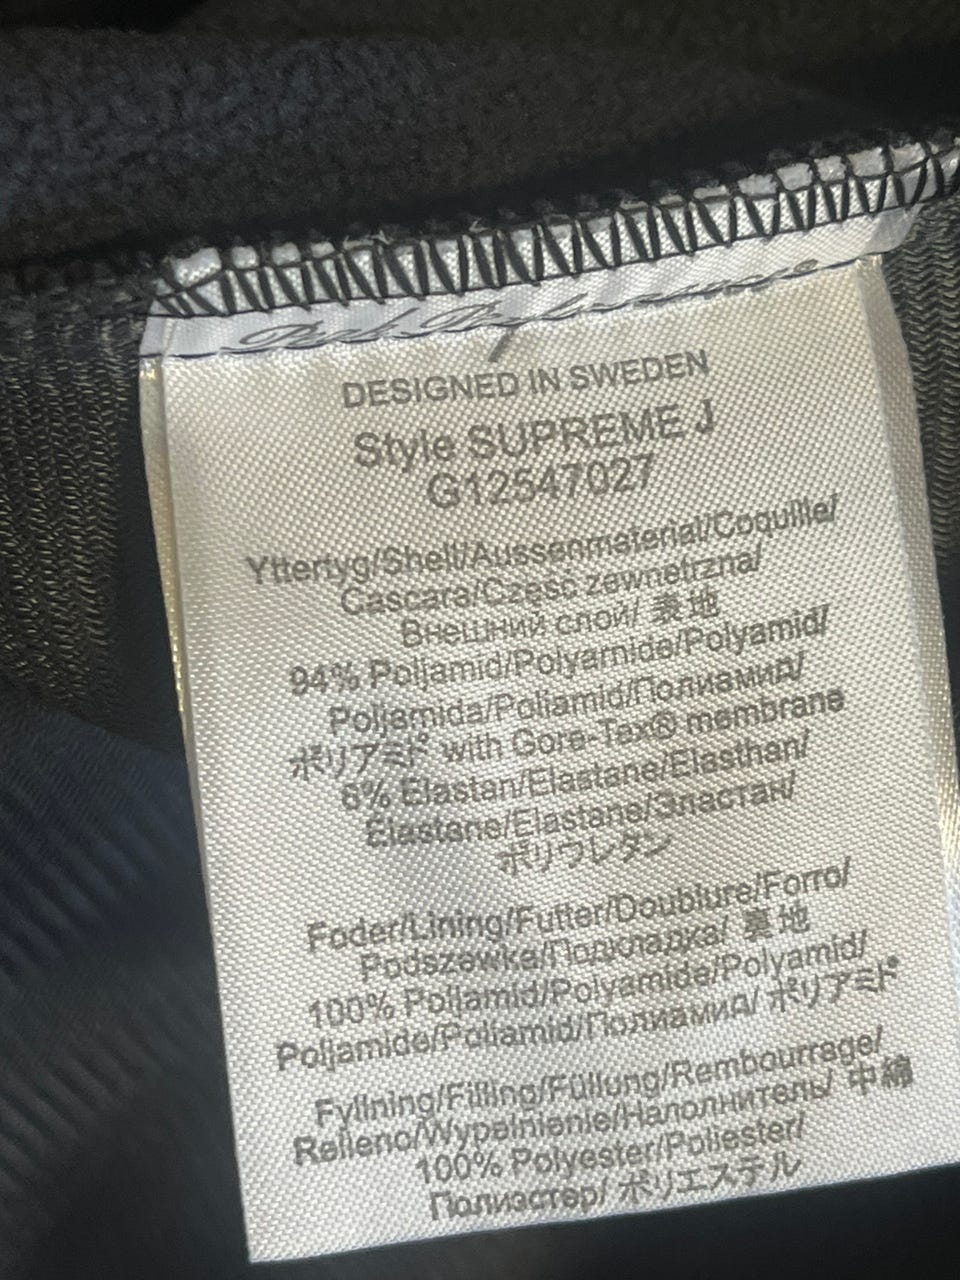 Peak Performance
DESIGNED IN SWEDEN
Style SUPREME J
G12547027
Yttertyg/Shell/Aussenmaterial/Coquille/
Cascara/Część zewnetrzna/
Внешний слой/ 表地
94% Poljamid/Polyamide/Polyamid/
Poljamida/Poliamid/Полиамид/
ポリアミド with Gore-Tex® membrane
6% Elastan/Elastane/Elasthan/
Elastane/Elastane/Эластан/
ポリウレタン
Foder/Lining/Futter/Doublure/Forro/
Podszewka/Подкладка/ 裏地
100% Poljamid/Polyamide/Polyamid/
Poljamide/Poliamid/Полиамид/ ポリアミド
Fyllning/Filling/Füllung/Rembourrage/
Relleno/Wypelnienie/Наполнитель/ 中綿
100% Polyester/Poliester/
Полиэстер/ ポリエステル